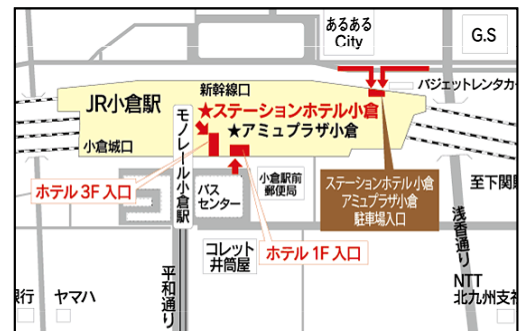 あるある
City
G.S
新幹線口
バジェットレンタカ
JR小倉駅
★ステーションホテル小倉
★アミュプラザ小倉
モノレール小倉駅
小倉城口
ホテル3F入口
バス
センター
小倉駅前
郵便局
ステーションホテル小倉
アミュプラザ小倉
駐車場入口
至下関
浅香通り
コレット
井筒屋
ホテル1F入口
平和通り
NTT
北九州支
銀行
ヤマハ